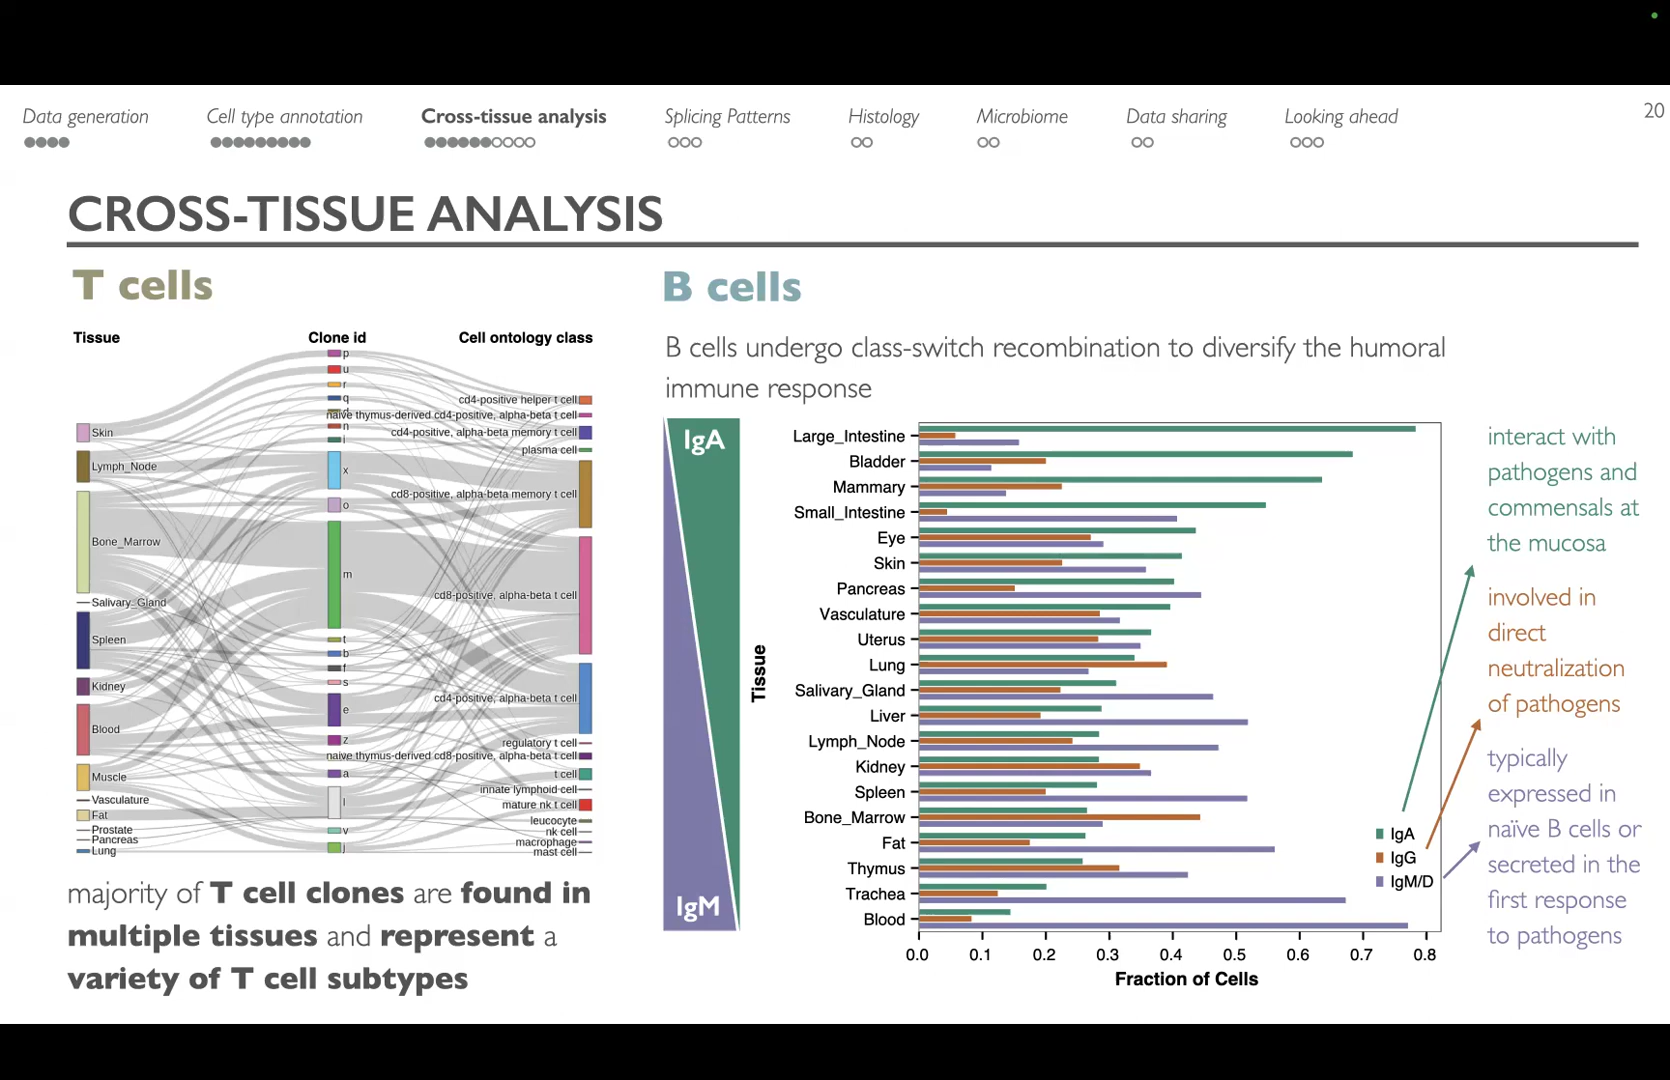 Data generation
Cell type annotation
Cross-tissue analysis
Splicing Patterns
Histology
Microbiome
Data sharing
Looking ahead
20
CROSS-TISSUE ANALYSIS
T cells
Tissue
Clone id
Cell ontology class
Skin
Lymph_Node
Bone_Marrow
Salivary_Gland
Spleen
Kidney
Blood
Muscle
Vasculature
Fat
Prostate
Pancreas
Lung
p
u
r
q
d
n
i
x
o
m
t
b
f
s
e
z
a
l
v
j
cd4-positive helper t cell
naive thymus-derived cd4-positive, alpha-beta t cell
cd4-positive, alpha-beta memory t cell
plasma cell
cd8-positive, alpha-beta memory t cell
cd8-positive, alpha-beta t cell
cd4-positive, alpha-beta t cell
regulatory t cell
naive thymus-derived cd8-positive, alpha-beta t cell
t cell
innate lymphoid cell
mature nk t cell
leucocyte
nk cell
macrophage
mast cell
majority of T cell clones are found in
multiple tissues and represent a
variety of T cell subtypes
B cells
B cells undergo class-switch recombination to diversify the humoral
immune response
IgA
IgM
Tissue
Large_Intestine
Bladder
Mammary
Small_Intestine
Eye
Skin
Pancreas
Vasculature
Uterus
Lung
Salivary_Gland
Liver
Lymph_Node
Kidney
Spleen
Bone_Marrow
Fat
Thymus
Trachea
Blood
0.0 0.1 0.2 0.3 0.4 0.5 0.6 0.7 0.8
Fraction of Cells
IgA
IgG
IgM/D
interact with
pathogens and
commensals at
the mucosa
involved in
direct
neutralization
of pathogens
typically
expressed in
naïve B cells or
secreted in the
first response
to pathogens